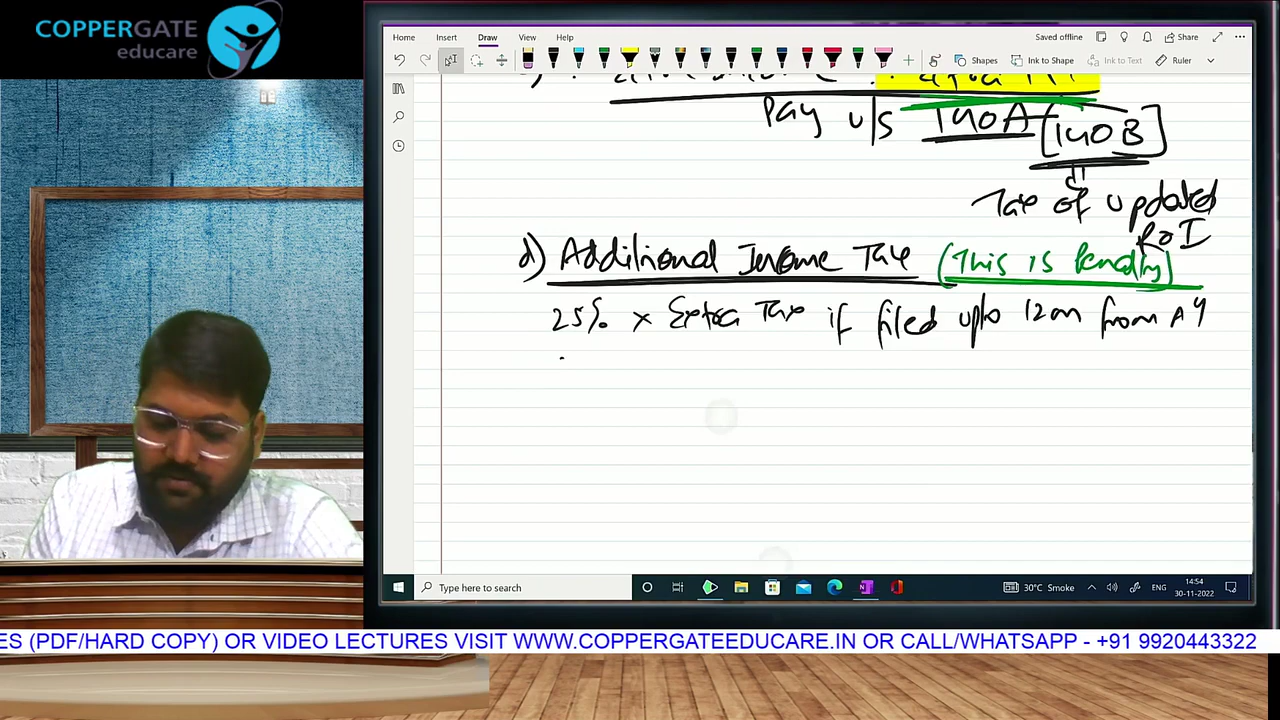 COPPERGATE
educare
Home Insert Draw View Help
Saved offline
Share
Shapes
Ink to Shape
Ink to Text
Ruler
Pay u/s 140A [140B]
Tax of updated
RoI
d) Additional Income Tax (This is Penalty)
25% x Extra Tax if filed upto 12m from AY
Type here to search
30°C Smoke
ENG
14:54
30-11-2022
ES (PDF/HARD COPY) OR VIDEO LECTURES VISIT WWW.COPPERGATEEDUCARE.IN OR CALL/WHATSAPP - +91 9920443322